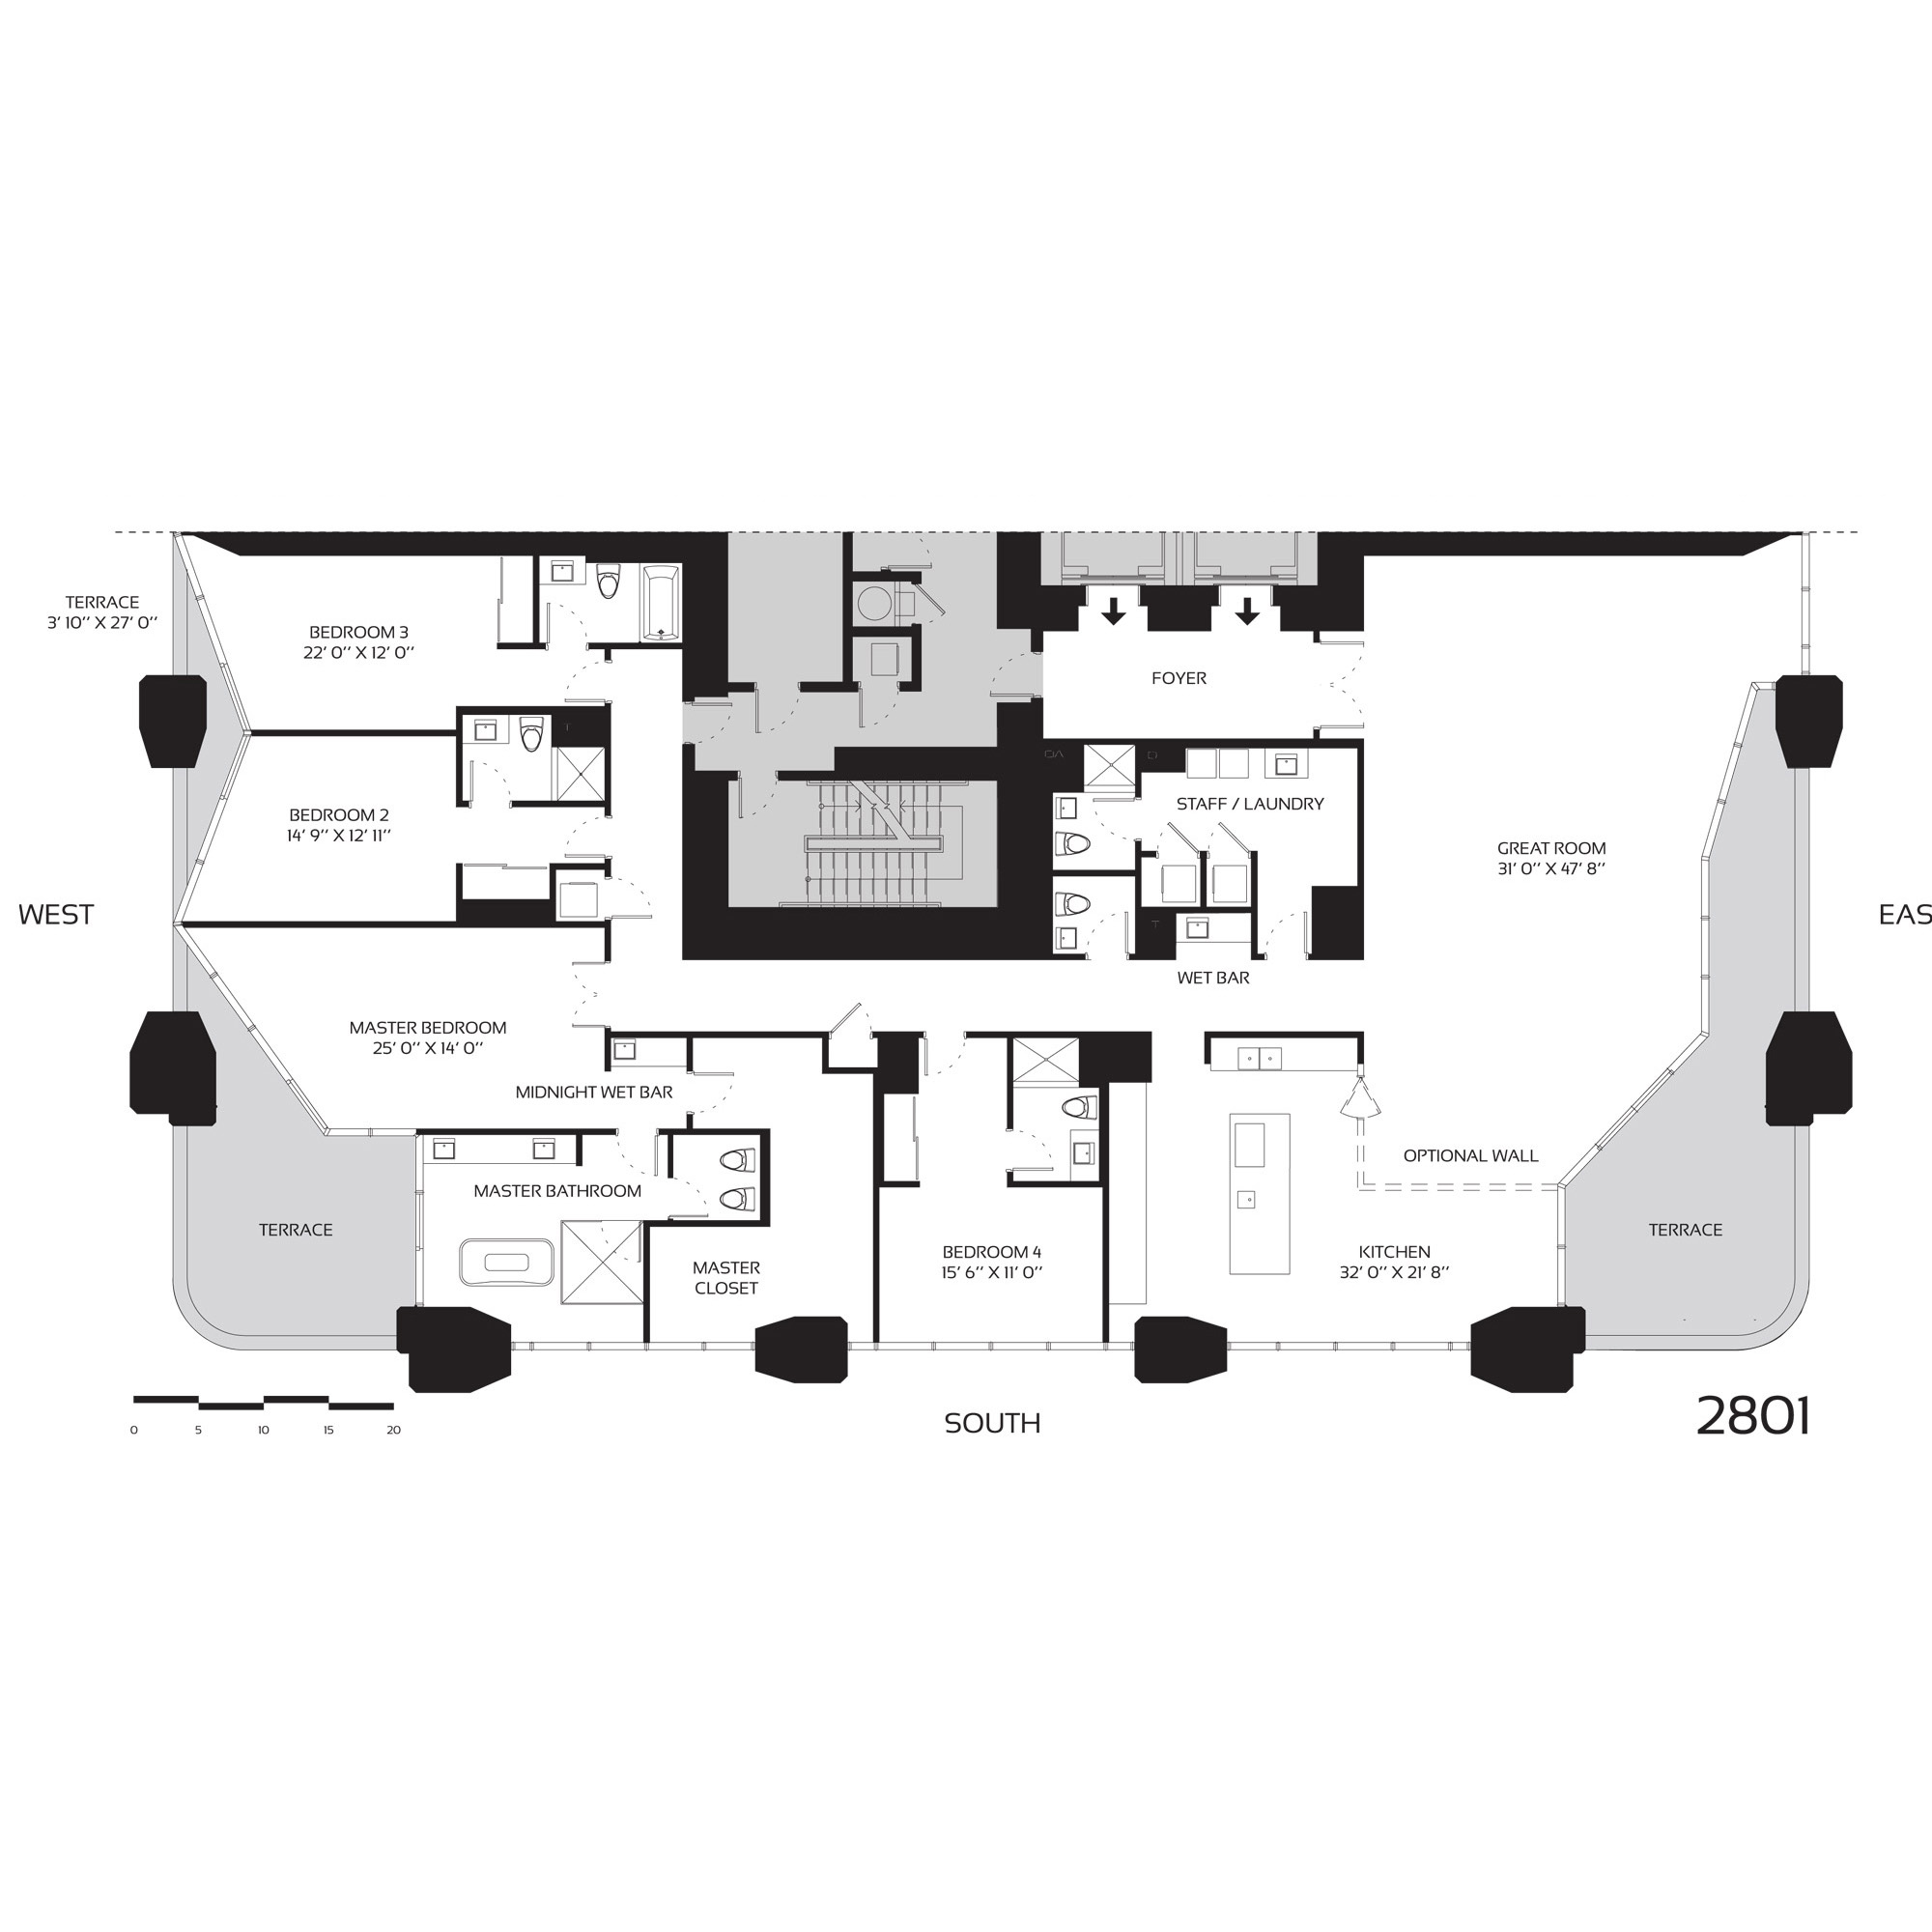 TERRACE
3' 10'' X 27' 0''
BEDROOM 3
22' 0'' X 12' 0''
FOYER
BEDROOM 2
14' 9'' X 12' 11''
STAFF / LAUNDRY
GREAT ROOM
31' 0'' X 47' 8''
WEST
EAS
WET BAR
MASTER BEDROOM
25' 0'' X 14' 0''
MIDNIGHT WET BAR
OPTIONAL WALL
MASTER BATHROOM
TERRACE
TERRACE
MASTER
CLOSET
BEDROOM 4
15' 6'' X 11' 0''
KITCHEN
32' 0'' X 21' 8''
0 5 10 15 20
SOUTH
2801